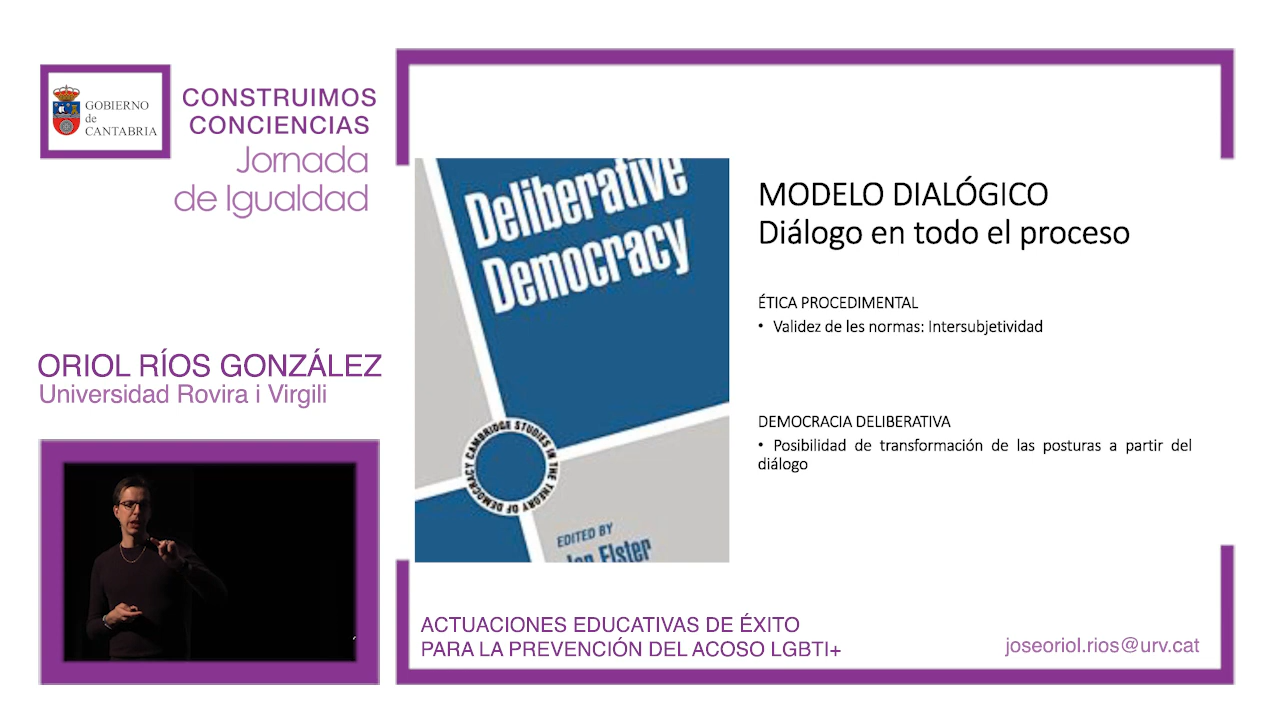 GOBIERNO
de
CANTABRIA
CONSTRUIMOS
CONCIENCIAS
Jornada
de Igualdad
ORIOL RÍOS GONZÁLEZ
Universidad Rovira i Virgili
Deliberative
Democracy
CAMBRIDGE STUDIES IN THE THEORY OF DEMOCRACY
EDITED BY
Jon Elster
MODELO DIALÓGICO
Diálogo en todo el proceso
ÉTICA PROCEDIMENTAL
• Validez de les normas: Intersubjetividad
DEMOCRACIA DELIBERATIVA
• Posibilidad de transformación de las posturas a partir del
diálogo
ACTUACIONES EDUCATIVAS DE ÉXITO
PARA LA PREVENCIÓN DEL ACOSO LGBTI+
joseoriol.rios@urv.cat